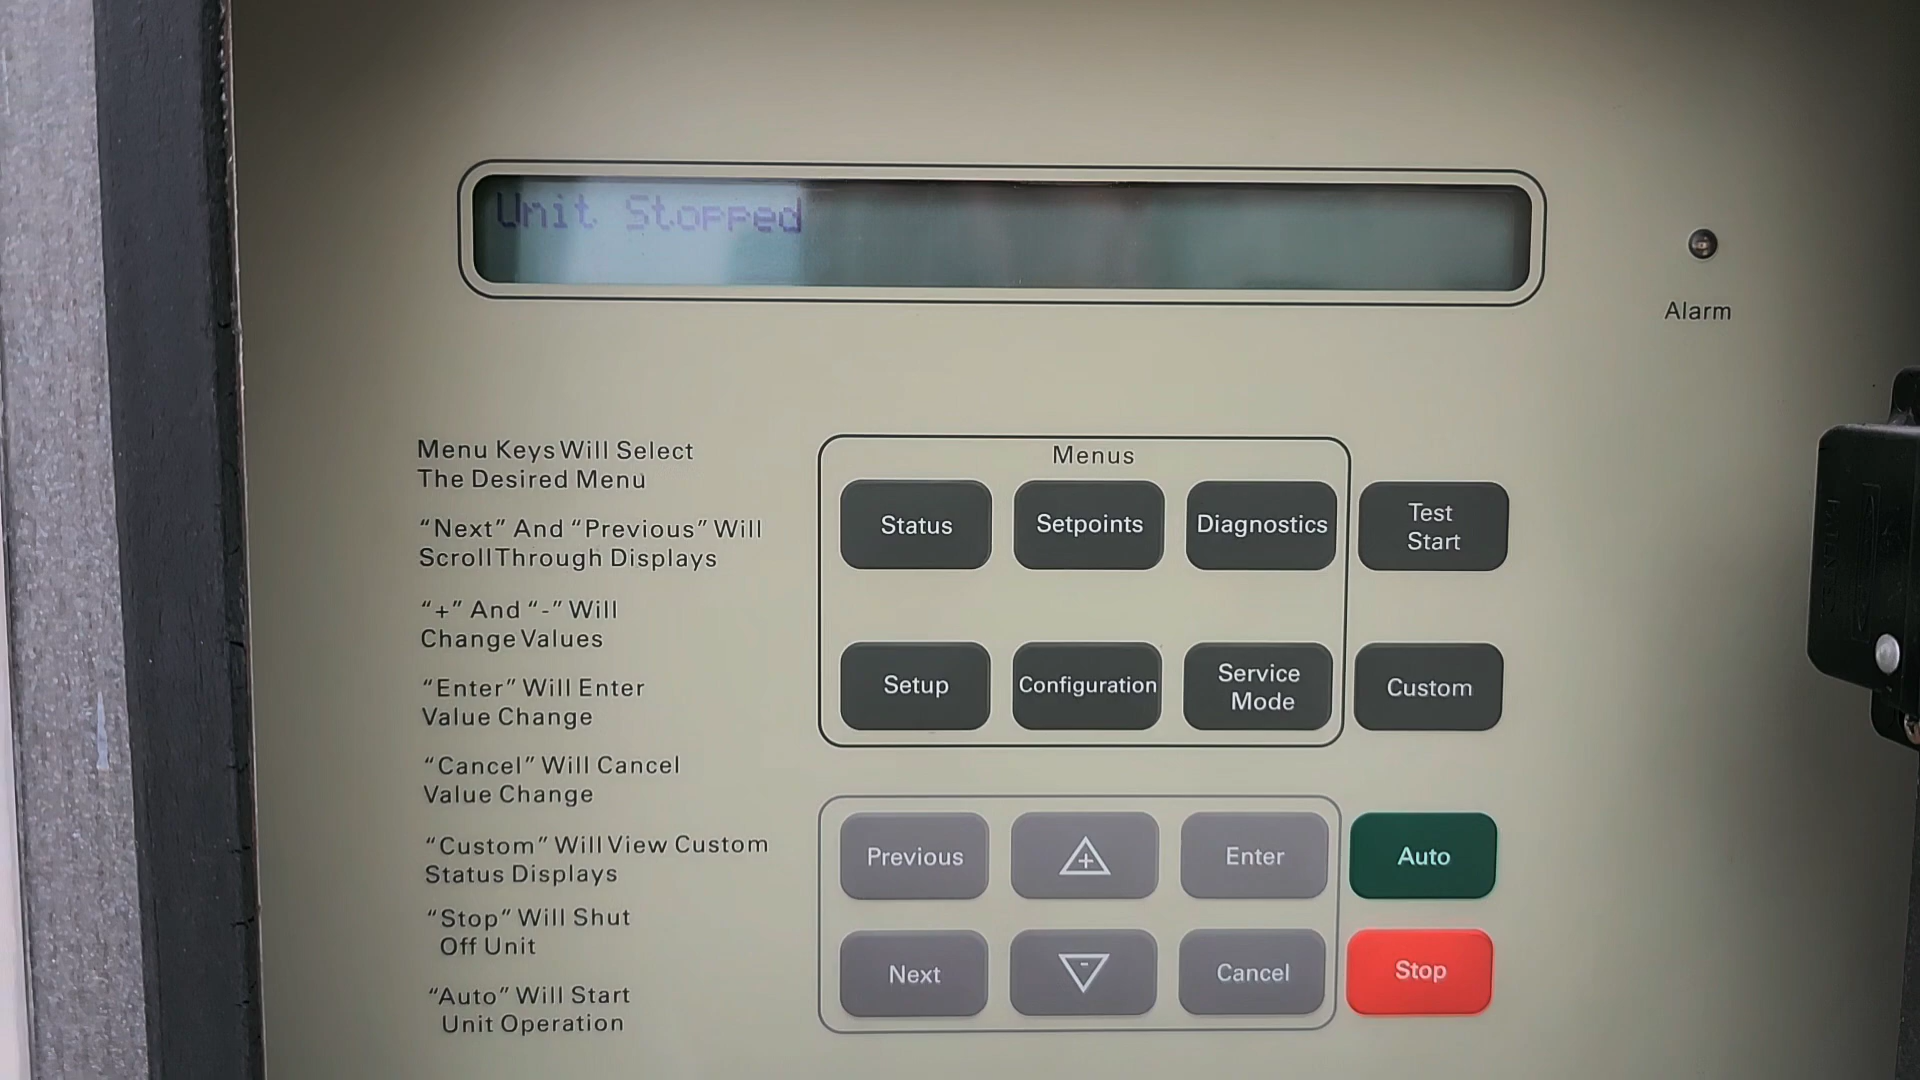 Unit Stopped
Alarm
Menu Keys Will Select
The Desired Menu
“Next” And “Previous” Will
Scroll Through Displays
“+” And “-” Will
Change Values
“Enter” Will Enter
Value Change
“Cancel” Will Cancel
Value Change
“Custom” Will View Custom
Status Displays
“Stop” Will Shut
Off Unit
“Auto” Will Start
Unit Operation
Menus
Status
Setpoints
Diagnostics
Test
Start
Setup
Configuration
Service
Mode
Custom
Previous
+
Enter
Auto
Next
-
Cancel
Stop